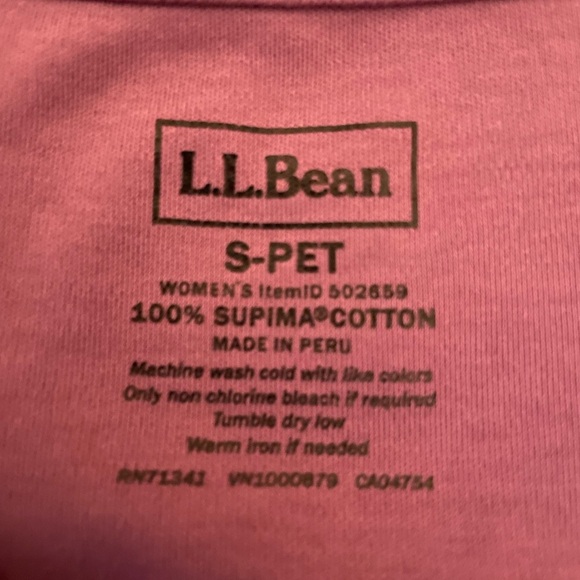 L.L.Bean
S-PET
WOMEN'S ItemID 502659
100% SUPIMA®COTTON
MADE IN PERU
Machine wash cold with like colors
Only non chlorine bleach if required
Tumble dry low
Warm iron if needed
RN71341 VN1000879 CA04754